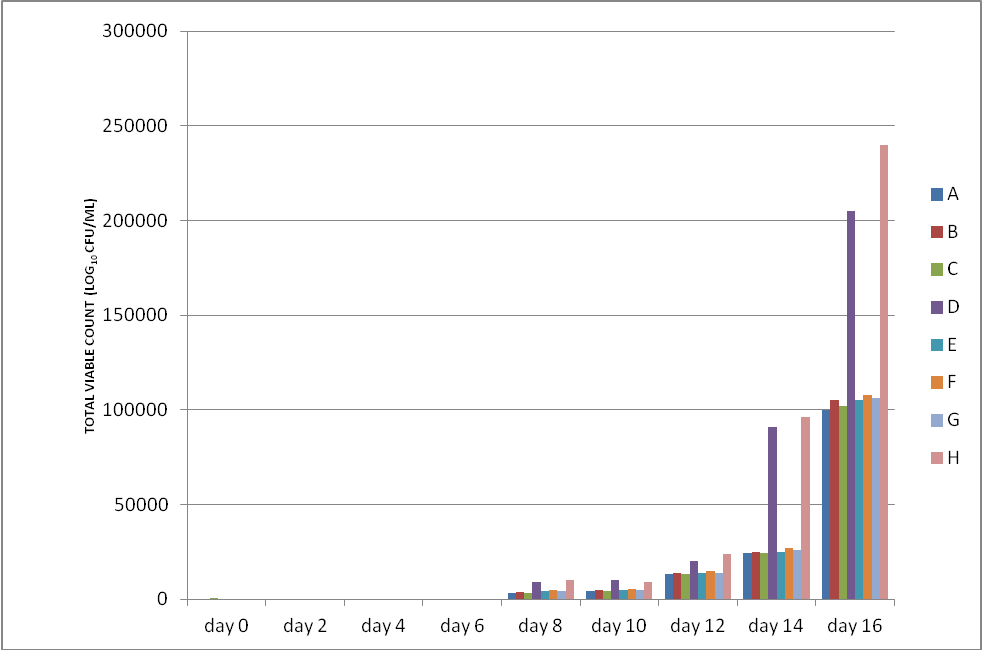 300000
250000
200000
150000
100000
50000
0
TOTAL VIABLE COUNT (LOG₁₀ CFU/ML)
day 0 day 2 day 4 day 6 day 8 day 10 day 12 day 14 day 16
A
B
C
D
E
F
G
H